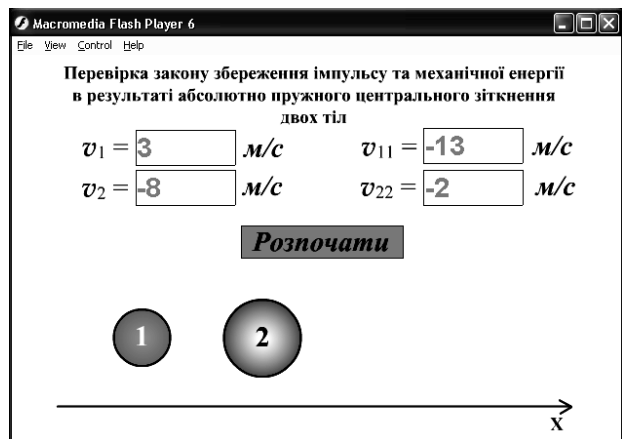 Macromedia Flash Player 6
File View Control Help
Перевірка закону збереження імпульсу та механічної енергії
в результаті абсолютно пружного центрального зіткнення
двох тіл
v₁ = 3 м/с v₁₁ = -13 м/с
v₂ = -8 м/с v₂₂ = -2 м/с
Розпочати
1 2
x